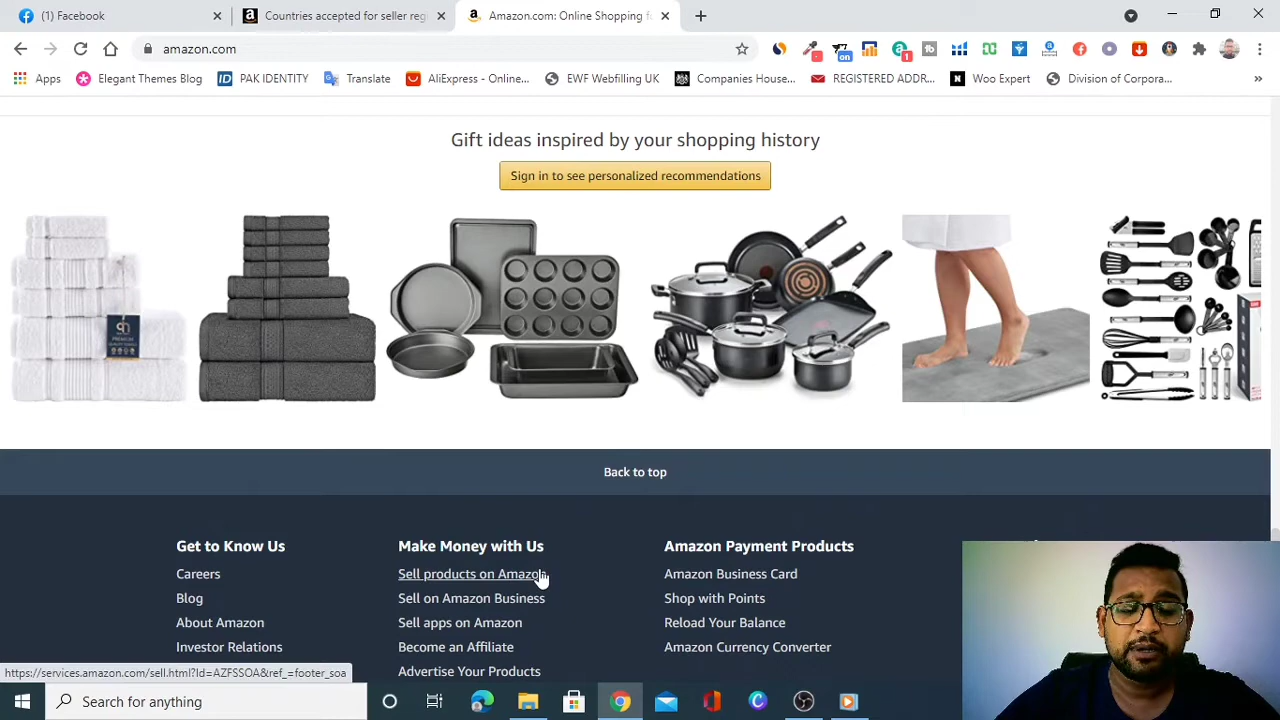 (1) Facebook
Countries accepted for seller reg
Amazon.com: Online Shopping f
amazon.com
on
1
Apps
Elegant Themes Blog
PAK IDENTITY
Translate
AliExpress - Online...
EWF Webfilling UK
Companies House...
REGISTERED ADDR...
Woo Expert
Division of Corpora...
Gift ideas inspired by your shopping history
Sign in to see personalized recommendations
PREMIUM
Back to top
Get to Know Us
Careers
Blog
About Amazon
Investor Relations
Make Money with Us
Sell products on Amazon
Sell on Amazon Business
Sell apps on Amazon
Become an Affiliate
Advertise Your Products
Amazon Payment Products
Amazon Business Card
Shop with Points
Reload Your Balance
Amazon Currency Converter
https://services.amazon.com/sell.html?ld=AZFSSOA&ref_=footer_soa
Search for anything